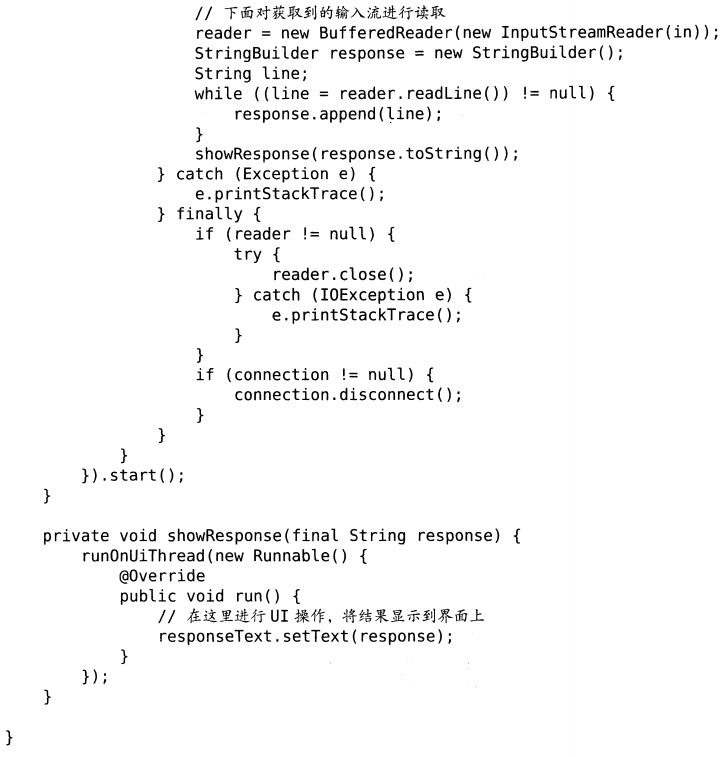 // 下面对获取到的输入流进行读取
reader = new BufferedReader(new InputStreamReader(in));
StringBuilder response = new StringBuilder();
String line;
while ((line = reader.readLine()) != null) {
response.append(line);
}
showResponse(response.toString());
} catch (Exception e) {
e.printStackTrace();
} finally {
if (reader != null) {
try {
reader.close();
} catch (IOException e) {
e.printStackTrace();
}
}
if (connection != null) {
connection.disconnect();
}
}
}
}).start();
}
private void showResponse(final String response) {
runOnUiThread(new Runnable() {
@Override
public void run() {
// 在这里进行 UI 操作，将结果显示到界面上
responseText.setText(response);
}
});
}
}